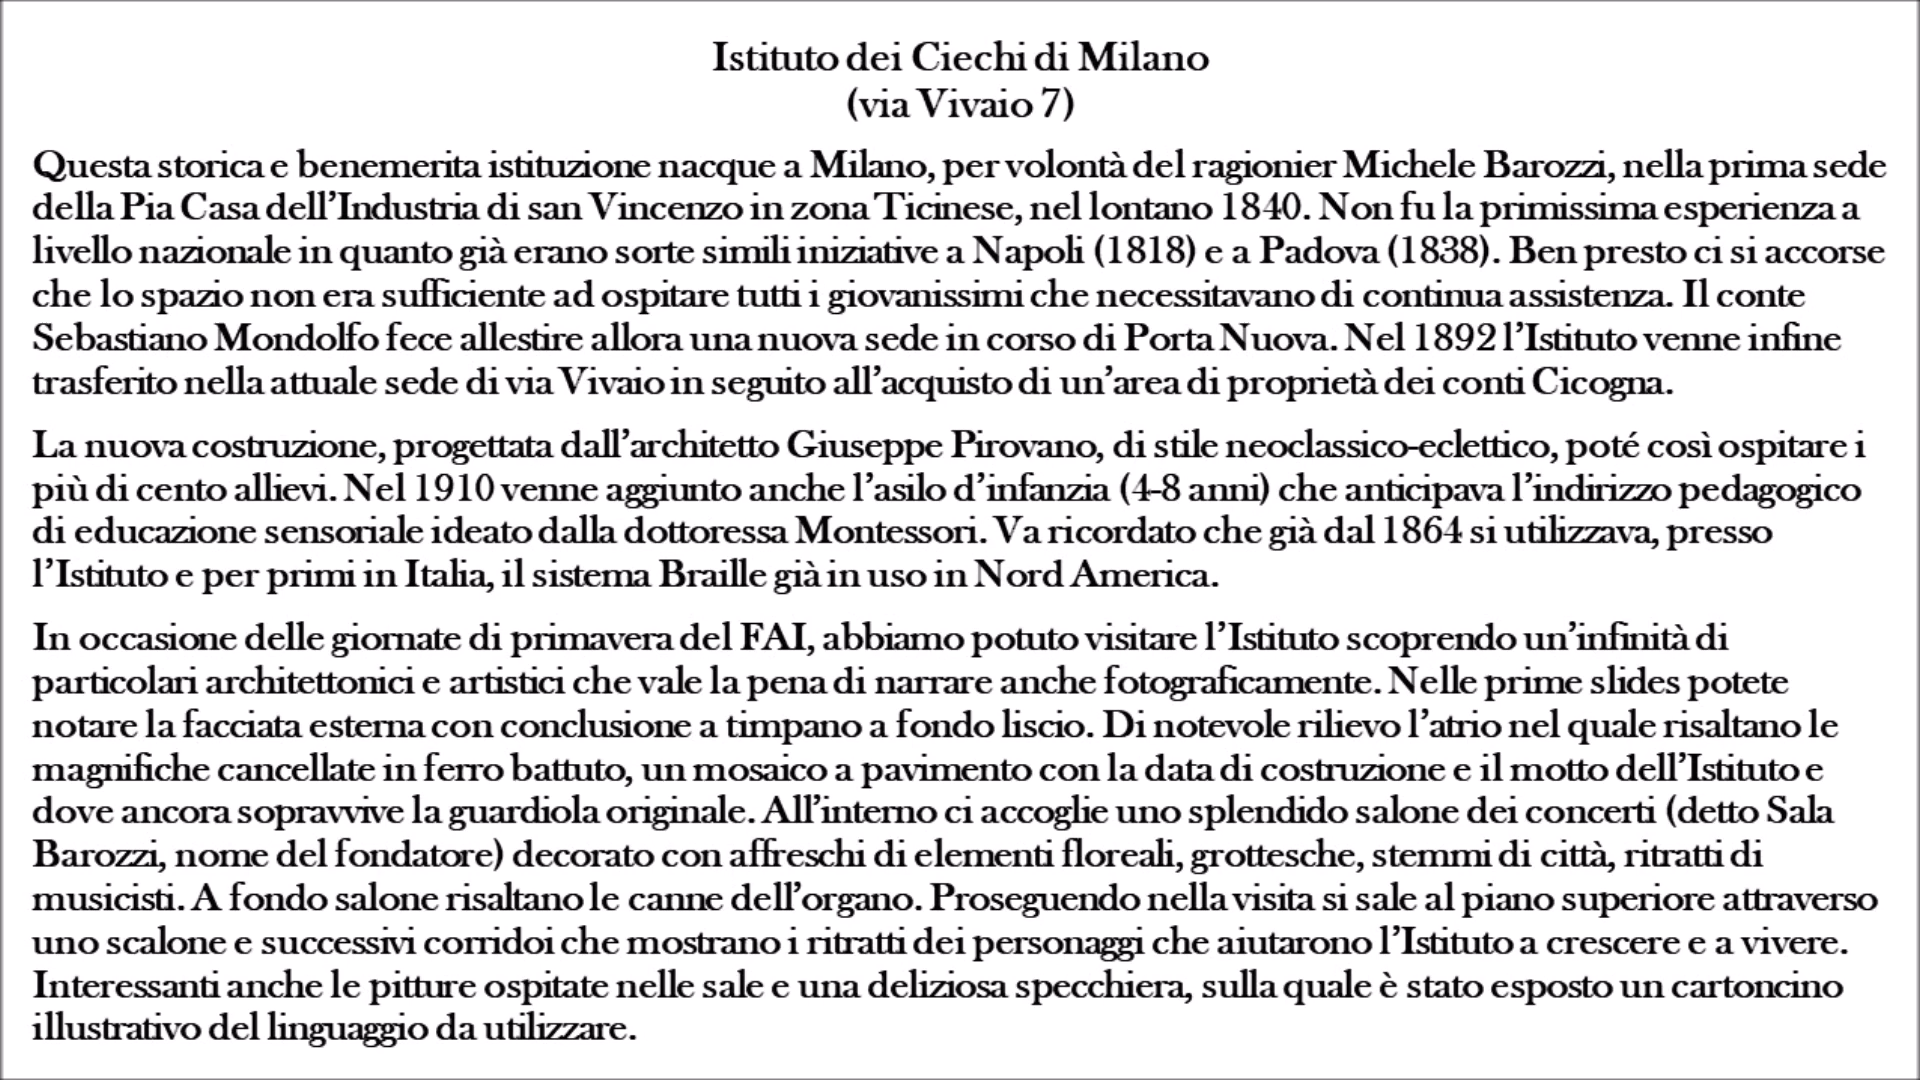 Istituto dei Ciechi di Milano
(via Vivaio 7)
Questa storica e benemerita istituzione nacque a Milano, per volontà del ragionier Michele Barozzi, nella prima sede
della Pia Casa dell’Industria di san Vincenzo in zona Ticinese, nel lontano 1840. Non fu la primissima esperienza a
livello nazionale in quanto già erano sorte simili iniziative a Napoli (1818) e a Padova (1838). Ben presto ci si accorse
che lo spazio non era sufficiente ad ospitare tutti i giovanissimi che necessitavano di continua assistenza. Il conte
Sebastiano Mondolfo fece allestire allora una nuova sede in corso di Porta Nuova. Nel 1892 l’Istituto venne infine
trasferito nella attuale sede di via Vivaio in seguito all’acquisto di un’area di proprietà dei conti Cicogna.
La nuova costruzione, progettata dall’architetto Giuseppe Pirovano, di stile neoclassico-eclettico, poté così ospitare i
più di cento allievi. Nel 1910 venne aggiunto anche l’asilo d’infanzia (4-8 anni) che anticipava l’indirizzo pedagogico
di educazione sensoriale ideato dalla dottoressa Montessori. Va ricordato che già dal 1864 si utilizzava, presso
l’Istituto e per primi in Italia, il sistema Braille già in uso in Nord America.
In occasione delle giornate di primavera del FAI, abbiamo potuto visitare l’Istituto scoprendo un’infinità di
particolari architettonici e artistici che vale la pena di narrare anche fotograficamente. Nelle prime slides potete
notare la facciata esterna con conclusione a timpano a fondo liscio. Di notevole rilievo l’atrio nel quale risaltano le
magnifiche cancellate in ferro battuto, un mosaico a pavimento con la data di costruzione e il motto dell’Istituto e
dove ancora sopravvive la guardiola originale. All’interno ci accoglie uno splendido salone dei concerti (detto Sala
Barozzi, nome del fondatore) decorato con affreschi di elementi floreali, grottesche, stemmi di città, ritratti di
musicisti. A fondo salone risaltano le canne dell’organo. Proseguendo nella visita si sale al piano superiore attraverso
uno scalone e successivi corridoi che mostrano i ritratti dei personaggi che aiutarono l’Istituto a crescere e a vivere.
Interessanti anche le pitture ospitate nelle sale e una deliziosa specchiera, sulla quale è stato esposto un cartoncino
illustrativo del linguaggio da utilizzare.